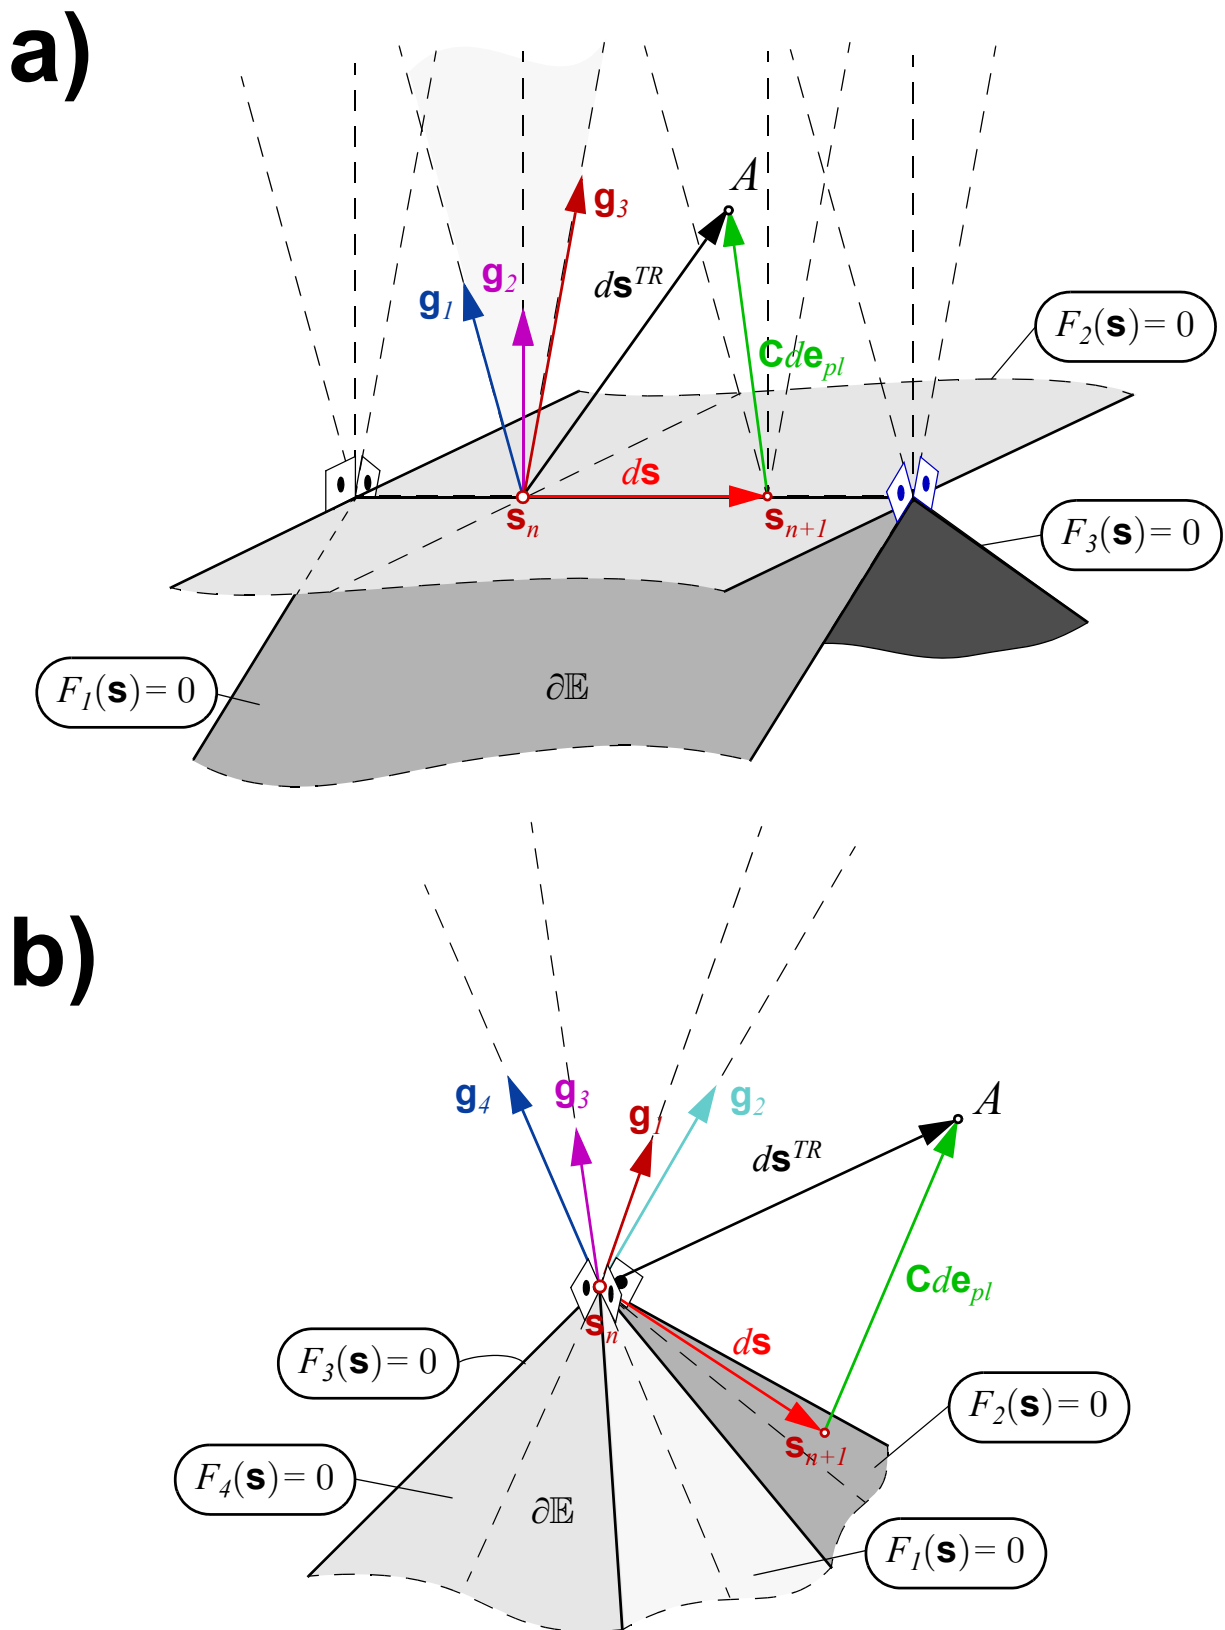 a)
A
g3
g2
g1
dsᵀᴿ
F2(s) = 0
Cdepl
ds
sn
sn+1
F3(s) = 0
F1(s) = 0
∂𝔼
b)
g4
g3
g1
g2
A
dsᵀᴿ
Cdepl
sn
ds
F3(s) = 0
F2(s) = 0
sn+1
F4(s) = 0
∂𝔼
F1(s) = 0